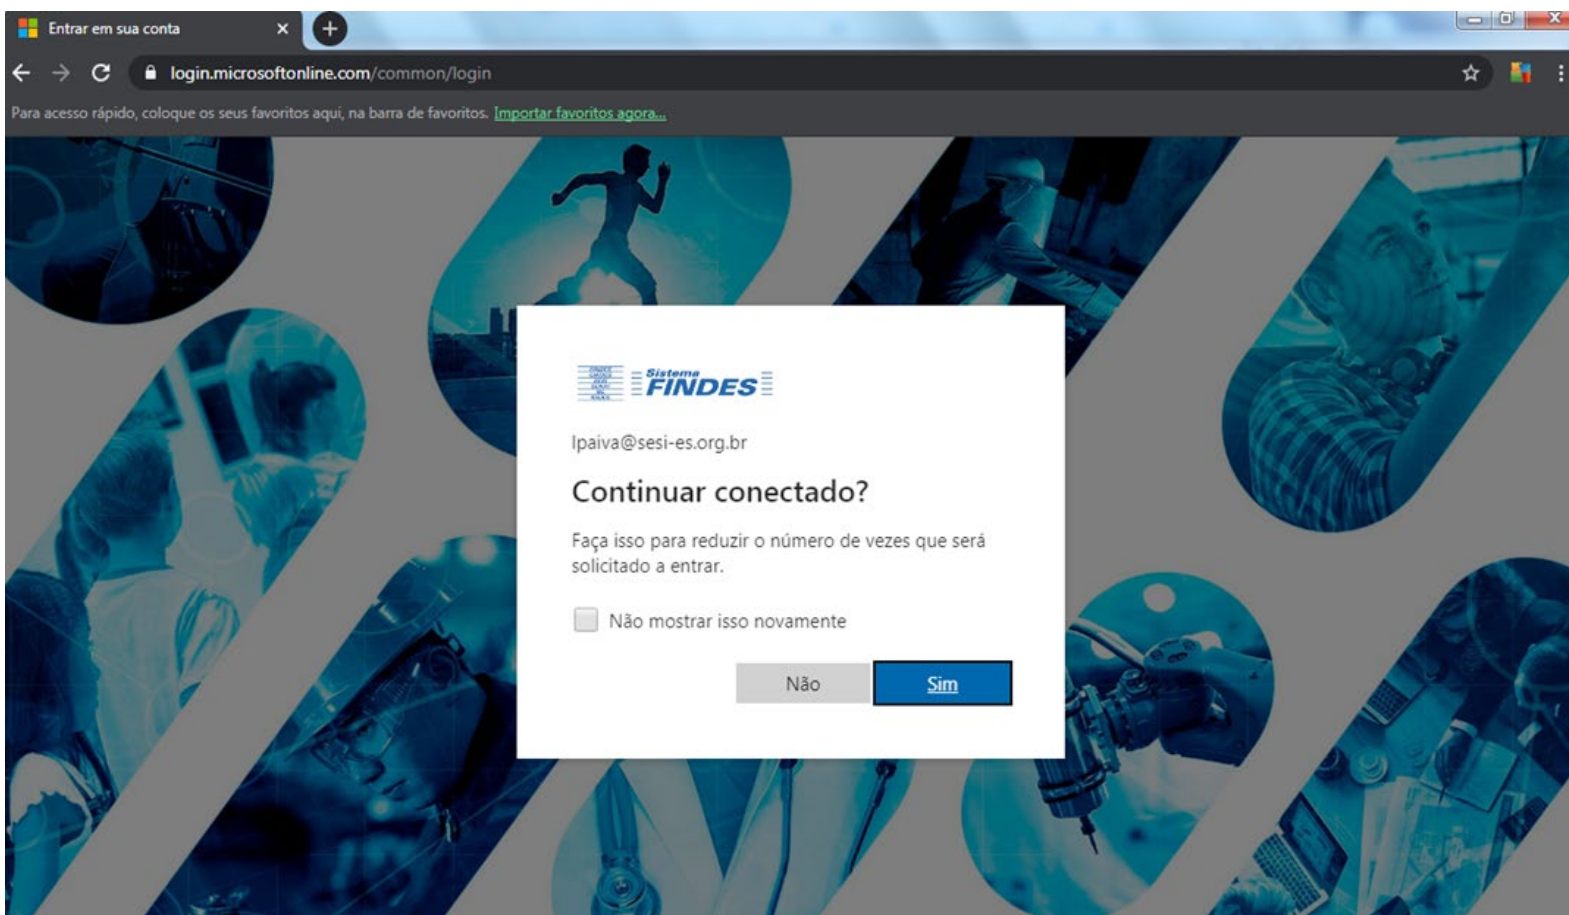 Entrar em sua conta
login.microsoftonline.com/common/login
Para acesso rápido, coloque os seus favoritos aqui, na barra de favoritos. Importar favoritos agora...
Sistema
FINDES
lpaiva@sesi-es.org.br
Continuar conectado?
Faça isso para reduzir o número de vezes que será
solicitado a entrar.
Não mostrar isso novamente
Não
Sim